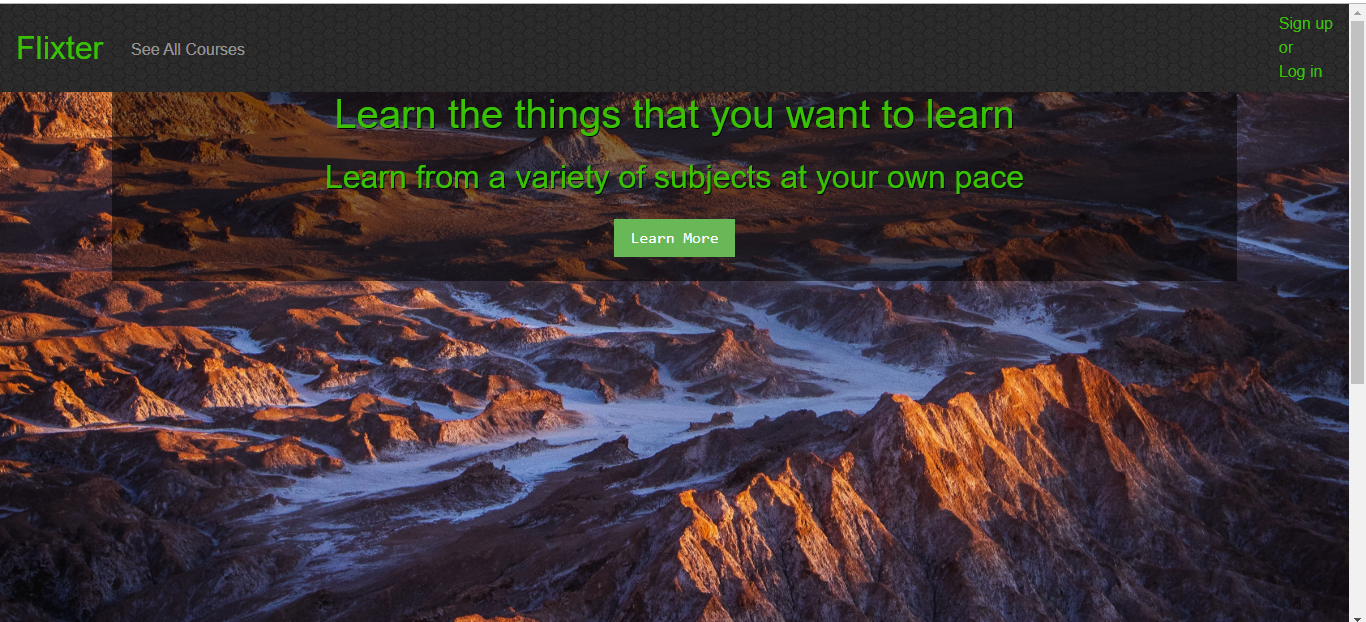 Flixter
See All Courses
Sign up
or
Log in
Learn the things that you want to learn
Learn from a variety of subjects at your own pace
Learn More